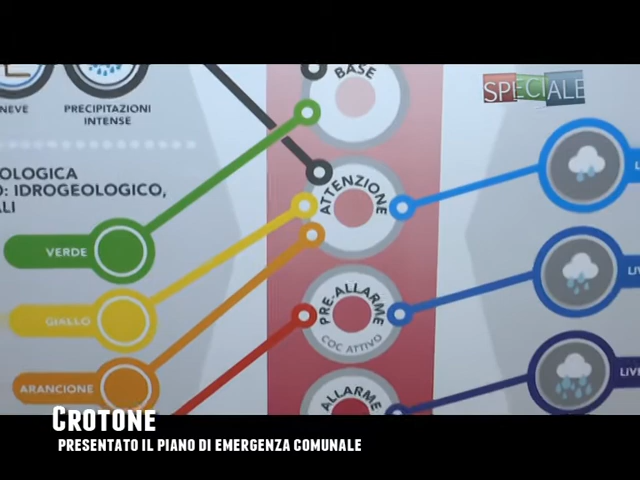 BASE
SPECIALE
NEVE
PRECIPITAZIONI
INTENSE
OLOGICA
: IDROGEOLOGICO,
ALI
ATTENZIONE
VERDE
PRE-ALLARME
COC ATTIVO
GIALLO
ARANCIONE
ALLARME
CROTONE
PRESENTATO IL PIANO DI EMERGENZA COMUNALE